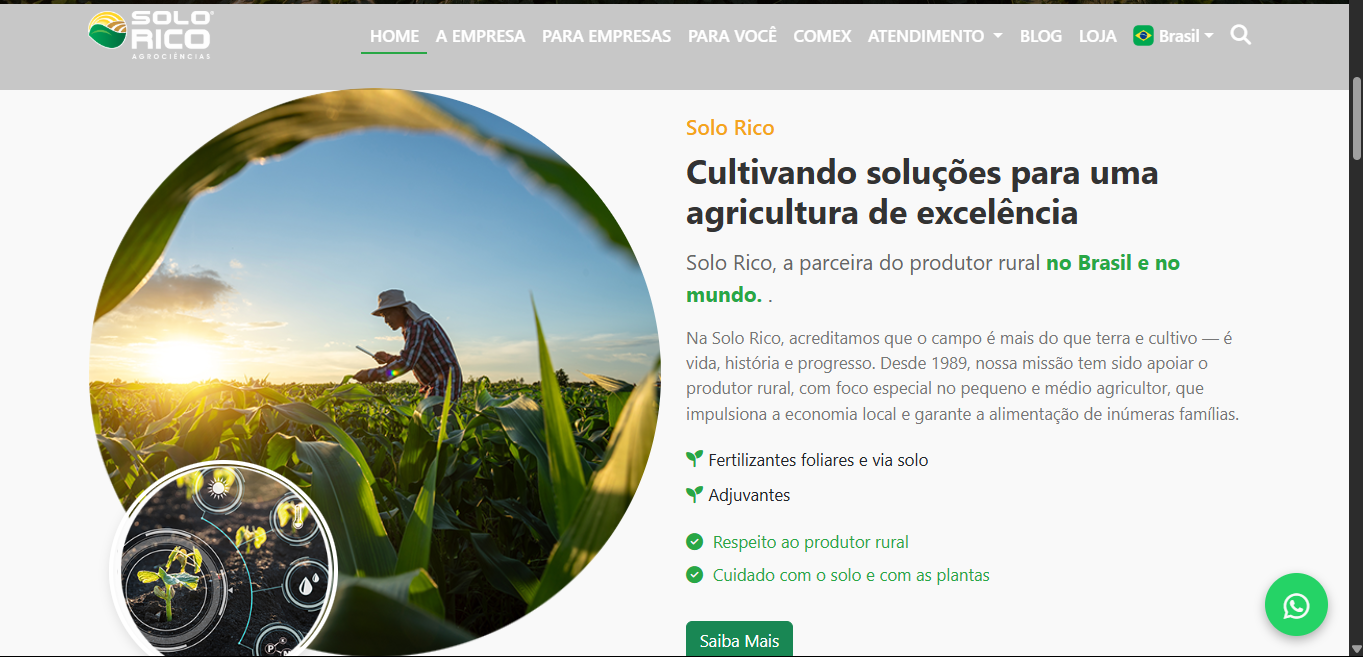 SOLO
RICO
AGROCIÊNCIAS
HOME A EMPRESA PARA EMPRESAS PARA VOCÊ COMEX ATENDIMENTO BLOG LOJA Brasil
Solo Rico
Cultivando soluções para uma
agricultura de excelência
Solo Rico, a parceira do produtor rural no Brasil e no
mundo. .
Na Solo Rico, acreditamos que o campo é mais do que terra e cultivo — é
vida, história e progresso. Desde 1989, nossa missão tem sido apoiar o
produtor rural, com foco especial no pequeno e médio agricultor, que
impulsiona a economia local e garante a alimentação de inúmeras famílias.
Fertilizantes foliares e via solo
Adjuvantes
Respeito ao produtor rural
Cuidado com o solo e com as plantas
Saiba Mais